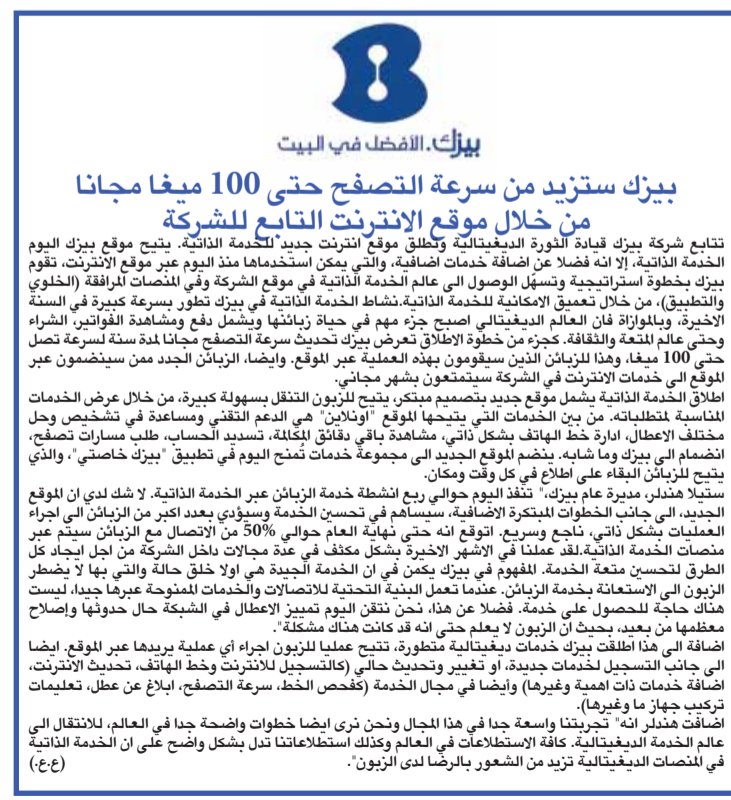 بيزك. الأفضل في البيت
بيزك ستزيد من سرعة التصفح حتى 100 ميغا مجانا
من خلال موقع الانترنت التابع للشركة
تتابع شركة بيزك قيادة الثورة الديغيتالية وتطلق موقع انترنت جديد للخدمة الذاتية. يتيح موقع بيزك اليوم
الخدمة الذاتية، إلا انه فضلا عن اضافة خدمات اضافية، والتي يمكن استخدماها منذ اليوم عبر موقع الانترنت، تقوم
بيزك بخطوة استراتيجية وتسهّل الوصول الى عالم الخدمة الذاتية في موقع الشركة وفي المنصات المرافقة (الخلوي
والتطبيق)، من خلال تعميق الامكانية للخدمة الذاتية.نشاط الخدمة الذاتية في بيزك تطور بسرعة كبيرة في السنة
الاخيرة، وبالموازاة فان العالم الديغيتالي اصبح جزء مهم في حياة زبائنها ويشمل دفع ومشاهدة الفواتير، الشراء
وحتى عالم المتعة والثقافة. كجزء من خطوة الاطلاق تعرض بيزك تحديث سرعة التصفح مجانا لمدة سنة لسرعة تصل
حتى 100 ميغا، وهذا للزبائن الذين سيقومون بهذه العملية عبر الموقع. وايضا، الزبائن الجدد ممن سينضمون عبر
الموقع الى خدمات الانترنت في الشركة سيتمتعون بشهر مجاني.
اطلاق الخدمة الذاتية يشمل موقع جديد بتصميم مبتكر، يتيح للزبون التنقل بسهولة كبيرة، من خلال عرض الخدمات
المناسبة لمتطلباته. من بين الخدمات التي يتيحها الموقع "اونلاين" هي الدعم التقني ومساعدة في تشخيص وحل
مختلف الاعطال، ادارة خط الهاتف بشكل ذاتي، مشاهدة باقي دقائق المكالمة، تسديد الحساب، طلب مسارات تصفح،
انضمام الى بيزك وما شابه. ينضم الموقع الجديد الى مجموعة خدمات تُمنح اليوم في تطبيق "بيزك خاصتي"، والذي
يتيح للزبائن البقاء على اطلاع في كل وقت ومكان.
ستيلا هندلر، مديرة عام بيزك،" تنفذ اليوم حوالي ربع انشطة خدمة الزبائن عبر الخدمة الذاتية. لا شك لدي ان الموقع
الجديد، الى جانب الخطوات المبتكرة الاضافية، سيساهم في تحسين الخدمة وسيؤدي بعدد اكبر من الزبائن الى اجراء
العمليات بشكل ذاتي، ناجع وسريع. اتوقع انه حتى نهاية العام حوالي 50% من الاتصال مع الزبائن سيتم عبر
منصات الخدمة الذاتية.لقد عملنا في الاشهر الاخيرة بشكل مكثف في عدة مجالات داخل الشركة من اجل ايجاد كل
الطرق لتحسين متعة الخدمة. المفهوم في بيزك يكمن في ان الخدمة الجيدة هي اولا خلق حالة والتي بها لا يضطر
الزبون الى الاستعانة بخدمة الزبائن. عندما تعمل البنية التحتية للاتصالات والخدمات الممنوحة عبرها جيدا، ليست
هناك حاجة للحصول على خدمة. فضلا عن هذا، نحن نتقن اليوم تمييز الاعطال في الشبكة حال حدوثها وإصلاح
معظمها من بعيد، بحيث ان الزبون لا يعلم حتى انه قد كانت هناك مشكلة".
اضافة الى هذا اطلقت بيزك خدمات ديغيتالية متطورة، تتيح عمليا للزبون اجراء أي عملية يريدها عبر الموقع. ايضا
الى جانب التسجيل لخدمات جديدة، او تغيير وتحديث حالي (كالتسجيل للانترنت وخط الهاتف، تحديث الانترنت،
اضافة خدمات ذات اهمية وغيرها) وأيضا في مجال الخدمة (كفحص الخط، سرعة التصفح، ابلاغ عن عطل، تعليمات
تركيب جهاز ما وغيرها).
اضافت هندلر انه" تجربتنا واسعة جدا في هذا المجال ونحن نرى ايضا خطوات واضحة جدا في العالم، للانتقال الى
عالم الخدمة الديغيتالية. كافة الاستطلاعات في العالم وكذلك استطلاعاتنا تدل بشكل واضح على ان الخدمة الذاتية
في المنصات الديغيتالية تزيد من الشعور بالرضا لدى الزبون". (ع.ع.)